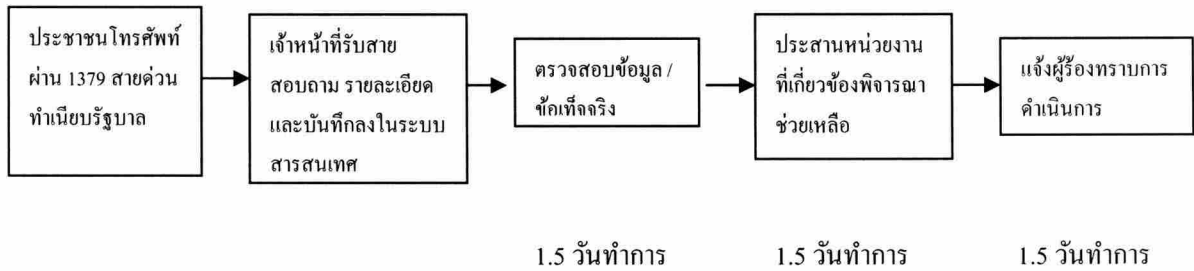 ประชาชนโทรศัพท์
ผ่าน 1379 สายด่วน
ทำเนียบรัฐบาล
เจ้าหน้าที่รับสาย
สอบถาม รายละเอียด
และบันทึกลงในระบบ
สารสนเทศ
ตรวจสอบข้อมูล /
ข้อเท็จจริง
ประสานหน่วยงาน
ที่เกี่ยวข้องพิจารณา
ช่วยเหลือ
แจ้งผู้ร้องทราบการ
ดำเนินการ
1.5 วันทำการ
1.5 วันทำการ
1.5 วันทำการ